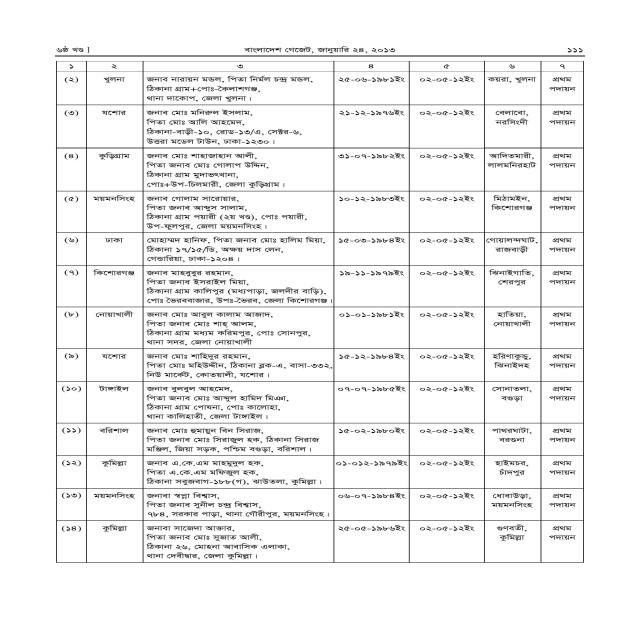 ৬ষ্ঠ খণ্ড ] বাংলাদেশ গেজেট, জানুয়ারি ২৪, ২০১৩ ১১১
১ ২ ৩ ৪ ৫ ৬ ৭
(২) খুলনা জনাব নারায়ন মন্ডল, পিতা নির্মল চন্দ্র মন্ডল, ২৫-০৬-১৯৮১ইং ০২-০৫-১২ইং কয়রা, খুলনা প্রথম
ঠিকানা গ্রাম+পোঃ-কৈলাশগঞ্জ, পদায়ন
থানা দাকোপ, জেলা খুলনা।
(৩) যশোর জনাব মোঃ মনিরুল ইসলাম, ২১-১২-১৯৭৬ইং ০২-০৫-১২ইং বেলাবো, প্রথম
পিতা মোঃ আলি আহমেদ, নরসিংদী পদায়ন
ঠিকানা-বাড়ী-১০, রোড-১৩/এ, সেক্টর-৬,
উত্তরা মডেল টাউন, ঢাকা-১২৩০।
(৪) কুড়িগ্রাম জনাব মোঃ শাহাজাহান আলী, ৩১-০৭-১৯৮২ইং ০২-০৫-১২ইং আদিতমারী, প্রথম
পিতা জনাব মোঃ গোলাপ উদ্দিন, লালমনিরহাট পদায়ন
ঠিকানা গ্রাম মুদাফৎথানা,
পোঃ+উপ-চিলমারী, জেলা কুড়িগ্রাম।
(৫) ময়মনসিংহ জনাব গোলাম সারোয়ার, ১০-১২-১৯৮৩ইং ০২-০৫-১২ইং মিঠামইন, প্রথম
পিতা জনাব আব্দুস সালাম, কিশোরগঞ্জ পদায়ন
ঠিকানা গ্রাম পয়ারী (২য় খণ্ড), পোঃ পয়ারী,
উপ-ফুলপুর, জেলা ময়মনসিংহ।
(৬) ঢাকা মোহাম্মদ হানিফ, পিতা জনাব মোঃ হালিম মিয়া, ১৫-০৩-১৯৮৪ইং ০২-০৫-১২ইং গোয়ালন্দঘাট, প্রথম
ঠিকানা ১৭/১৫/ডি, অক্ষয় দাস লেন, রাজবাড়ী পদায়ন
গেন্ডারিয়া, ঢাকা-১২০৪।
(৭) কিশোরগঞ্জ জনাব মাহবুবুর রহমান, ১৯-১১-১৯৭৯ইং ০২-০৫-১২ইং ঝিনাইগাতি, প্রথম
পিতা জনাব ইসরাইল মিয়া, শেরপুর পদায়ন
ঠিকানা গ্রাম কালিপুর (মধ্যপাড়া, জলদীর বাড়ি),
পোঃ ভৈরববাজার, উপঃ-ভৈরব, জেলা কিশোরগঞ্জ।
(৮) নোয়াখালী জনাব মোঃ আবুল কালাম আজাদ, ০১-০১-১৯৮১ইং ০২-০৫-১২ইং হাতিয়া, প্রথম
পিতা জনাব মোঃ শাহ্ আলম, নোয়াখালী পদায়ন
ঠিকানা গ্রাম মধ্যম করিমপুর, পোঃ সোনপুর,
থানা সদর, জেলা নোয়াখালী
(৯) যশোর জনাব মোঃ শাহিদুর রহমান, ১৫-১২-১৯৮৪ইং ০২-০৫-১২ইং হরিণাকুন্ডু, প্রথম
পিতা মোঃ মহিউদ্দীন, ঠিকানা ব্লক-এ, বাসা-৩৩২, ঝিনাইদহ পদায়ন
নিউ মার্কেট, কোতয়ালী, যশোর।
(১০) টাঙ্গাইল জনাব বুলবুল আহমেদ, ০৭-০৭-১৯৮৫ইং ০২-০৫-১২ইং সোনাতলা, প্রথম
পিতা জনাব মোঃ আব্দুল হামিদ মিঞা, বগুড়া পদায়ন
ঠিকানা গ্রাম পোষনা, পোঃ কালোহা,
থানা কালিহাতী, জেলা টাঙ্গাইল।
(১১) বরিশাল জনাব মোঃ হুমায়ুন বিন সিরাজ, ১৫-০২-১৯৮০ইং ০২-০৫-১২ইং পাথরঘাটা, প্রথম
পিতা জনাব মোঃ সিরাজুল হক, ঠিকানা সিরাজ বরগুনা পদায়ন
মঞ্জিল, জিয়া সড়ক, পশ্চিম বগুড়া, বরিশাল।
(১২) কুমিল্লা জনাব এ.কে.এম মাহমুদুল হক, ০১-০১২-১৯৭৯ইং ০২-০৫-১২ইং হাইমচর, প্রথম
পিতা এ.কে.এম মফিজুল হক, চাঁদপুর পদায়ন
ঠিকানা সবুজবাগ-১৮৮(গ), ঝাউতলা, কুমিল্লা।
(১৩) ময়মনসিংহ জনাবা স্বপ্না বিশ্বাস, ০৬-০৭-১৯৮৪ইং ০২-০৫-১২ইং ধোবাউড়া, প্রথম
পিতা জনাব সুনীল চন্দ্র বিশ্বাস, ময়মনসিংহ পদায়ন
৭৮৪, সরকার পাড়া, থানা গৌরীপুর, ময়মনসিংহ।
(১৪) কুমিল্লা জনাবা সাজেদা আক্তার, ২৫-০৫-১৯৮৬ইং ০২-০৫-১২ইং গুণবতী, প্রথম
পিতা জনাব মোঃ সুজাত আলী, কুমিল্লা পদায়ন
ঠিকানা ২৬, মোহনা আবাসিক এলাকা,
থানা দেবীদ্বার, জেলা কুমিল্লা।